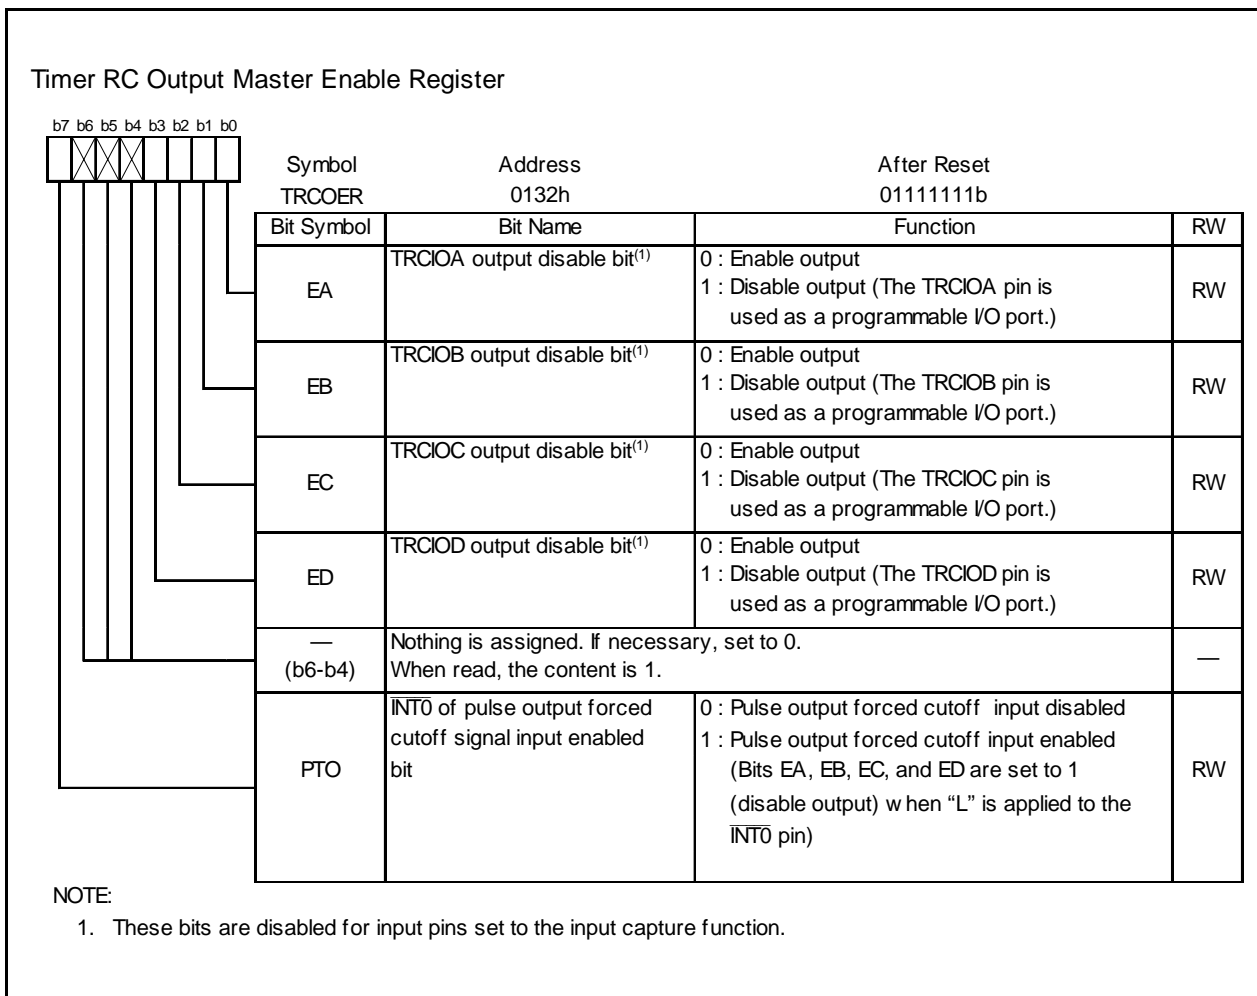 Timer RC Output Master Enable Register
b7 b6 b5 b4 b3 b2 b1 b0
Symbol Address After Reset
TRCOER 0132h 01111111b
Bit Symbol Bit Name Function RW
EA
TRCIOA output disable bit(1)
0 : Enable output
1 : Disable output (The TRCIOA pin is
used as a programmable I/O port.)
RW
EB
TRCIOB output disable bit(1)
0 : Enable output
1 : Disable output (The TRCIOB pin is
used as a programmable I/O port.)
RW
EC
TRCIOC output disable bit(1)
0 : Enable output
1 : Disable output (The TRCIOC pin is
used as a programmable I/O port.)
RW
ED
TRCIOD output disable bit(1)
0 : Enable output
1 : Disable output (The TRCIOD pin is
used as a programmable I/O port.)
RW
—
(b6-b4)
Nothing is assigned. If necessary, set to 0.
When read, the content is 1.
—
PTO
INT0 of pulse output forced
cutoff signal input enabled
bit
0 : Pulse output forced cutoff input disabled
1 : Pulse output forced cutoff input enabled
(Bits EA, EB, EC, and ED are set to 1
(disable output) when “L” is applied to the
INT0 pin)
RW
NOTE:
1. These bits are disabled for input pins set to the input capture function.